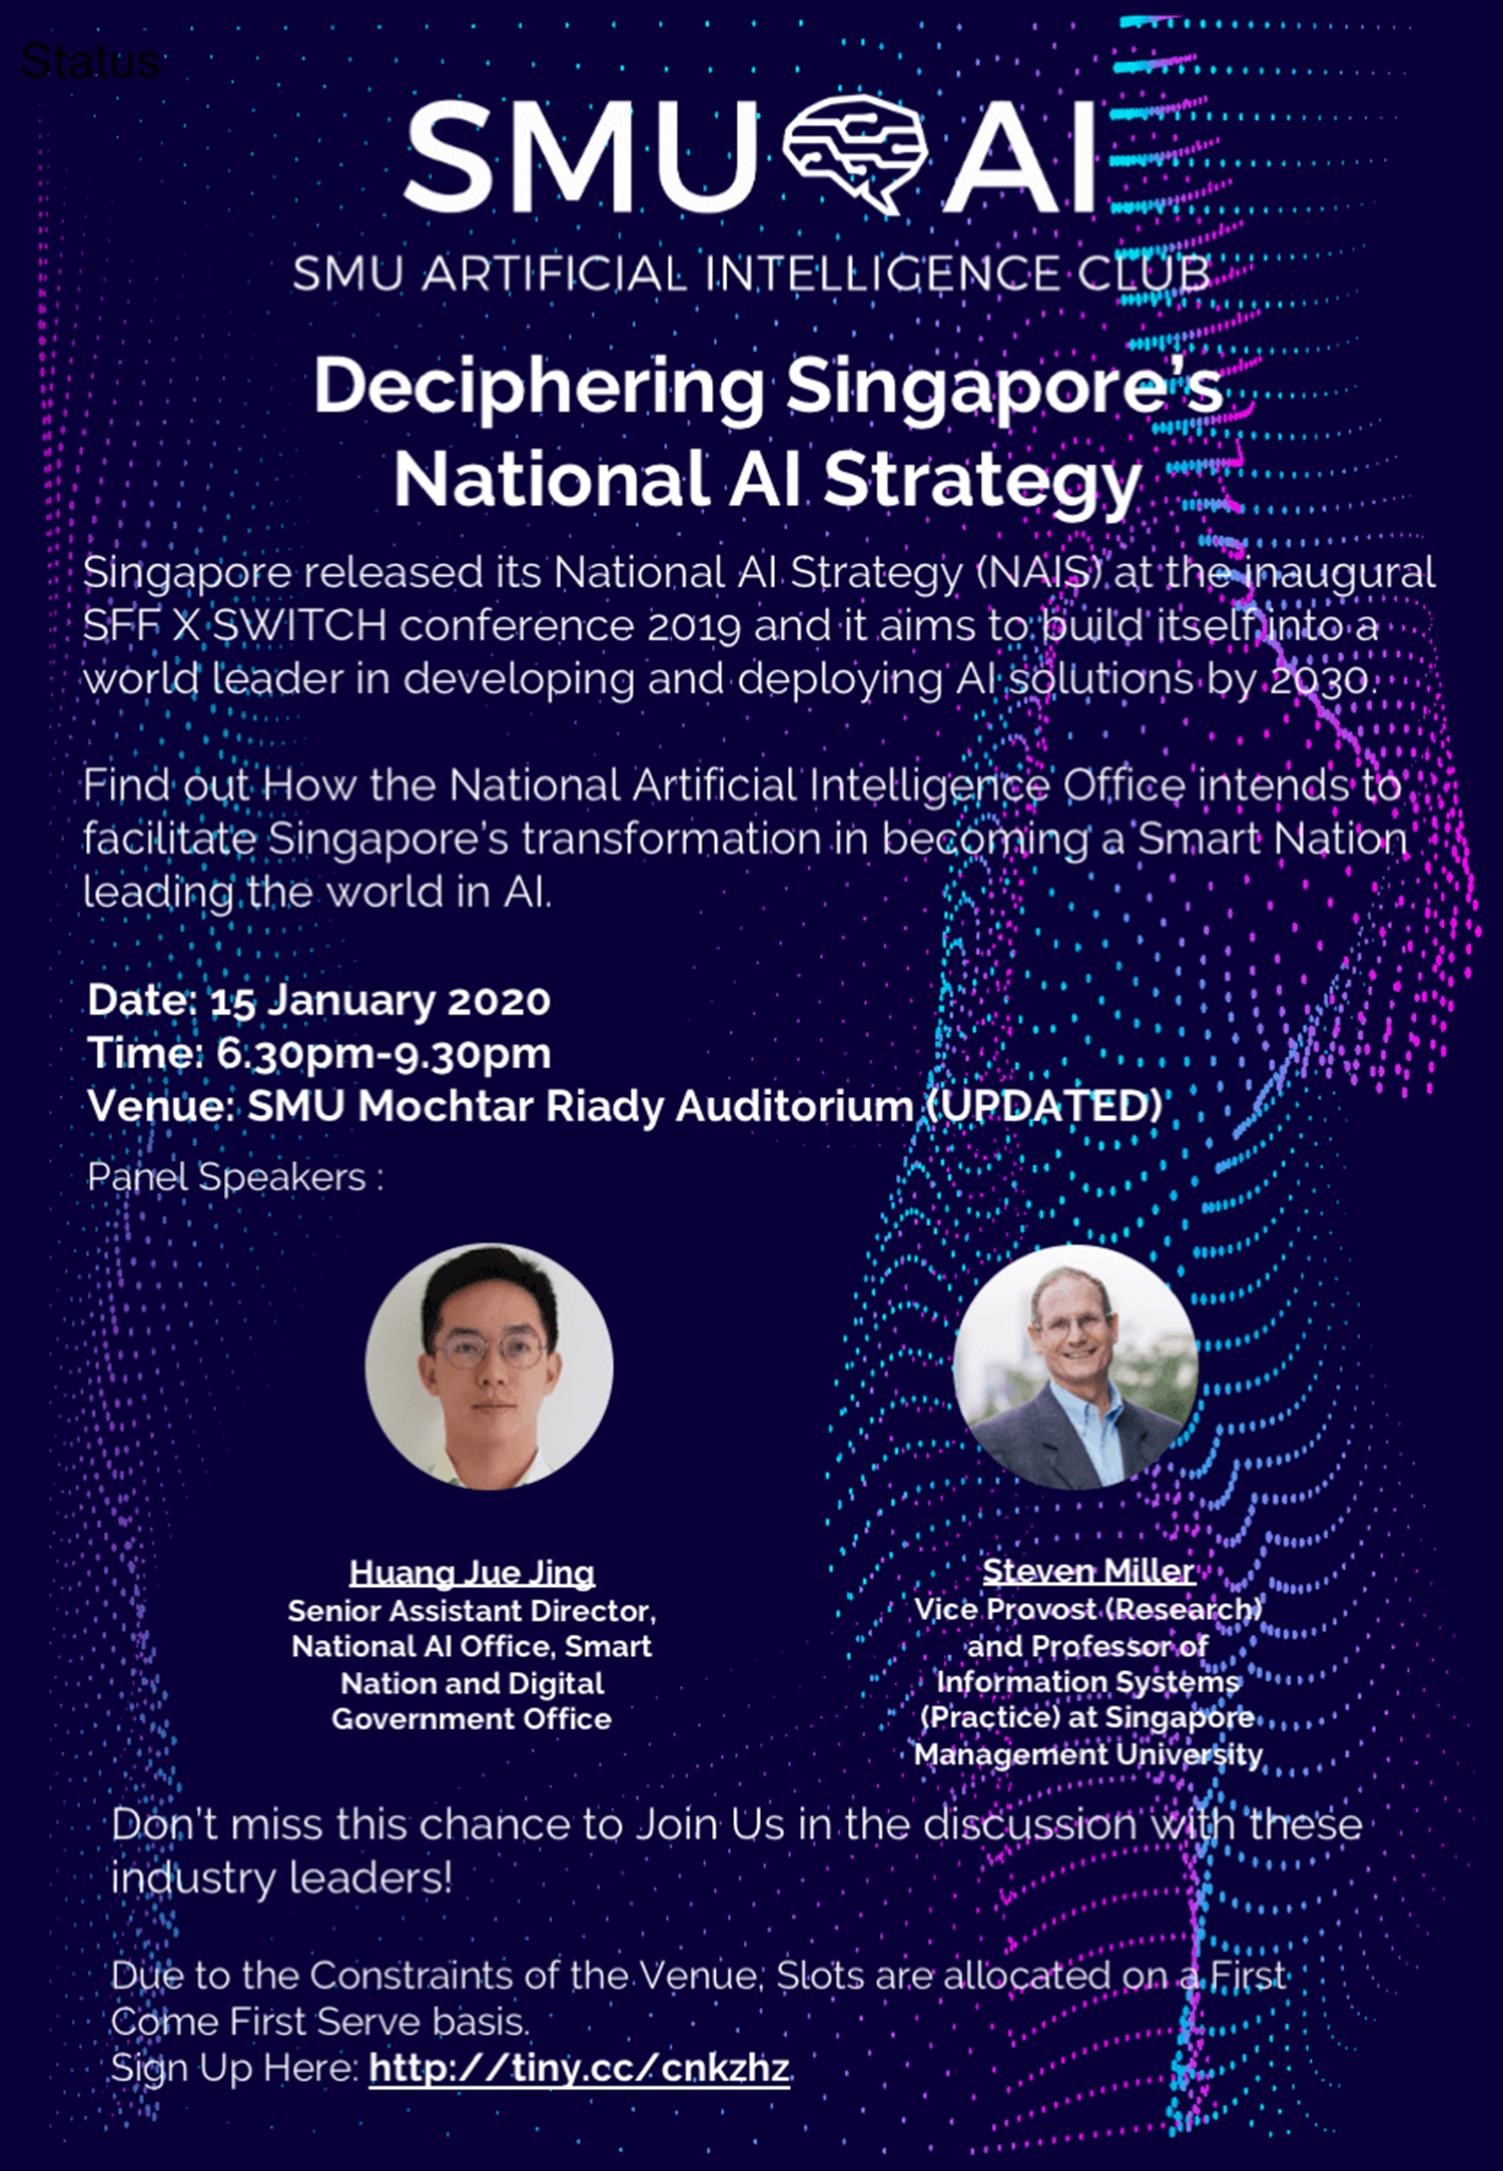 Status
SMU AI
SMU ARTIFICIAL INTELLIGENCE CLUB
Deciphering Singapore's
National AI Strategy
Singapore released its National AI Strategy (NAIS) at the inaugural
SFF X SWITCH conference 2019 and it aims to build itself into a
world leader in developing and deploying AI solutions by 2030.
Find out How the National Artificial Intelligence Office intends to
facilitate Singapore's transformation in becoming a Smart Nation
leading the world in AI.
Date: 15 January 2020
Time: 6.30pm-9.30pm
Venue: SMU Mochtar Riady Auditorium (UPDATED)
Panel Speakers :
Huang Jue Jing
Senior Assistant Director,
National AI Office, Smart
Nation and Digital
Government Office
Steven Miller
Vice Provost (Research)
and Professor of
Information Systems
(Practice) at Singapore
Management University
Don't miss this chance to Join Us in the discussion with these
industry leaders!
Due to the Constraints of the Venue, Slots are allocated on a First
Come First Serve basis.
Sign Up Here: http://tiny.cc/cnkzhz